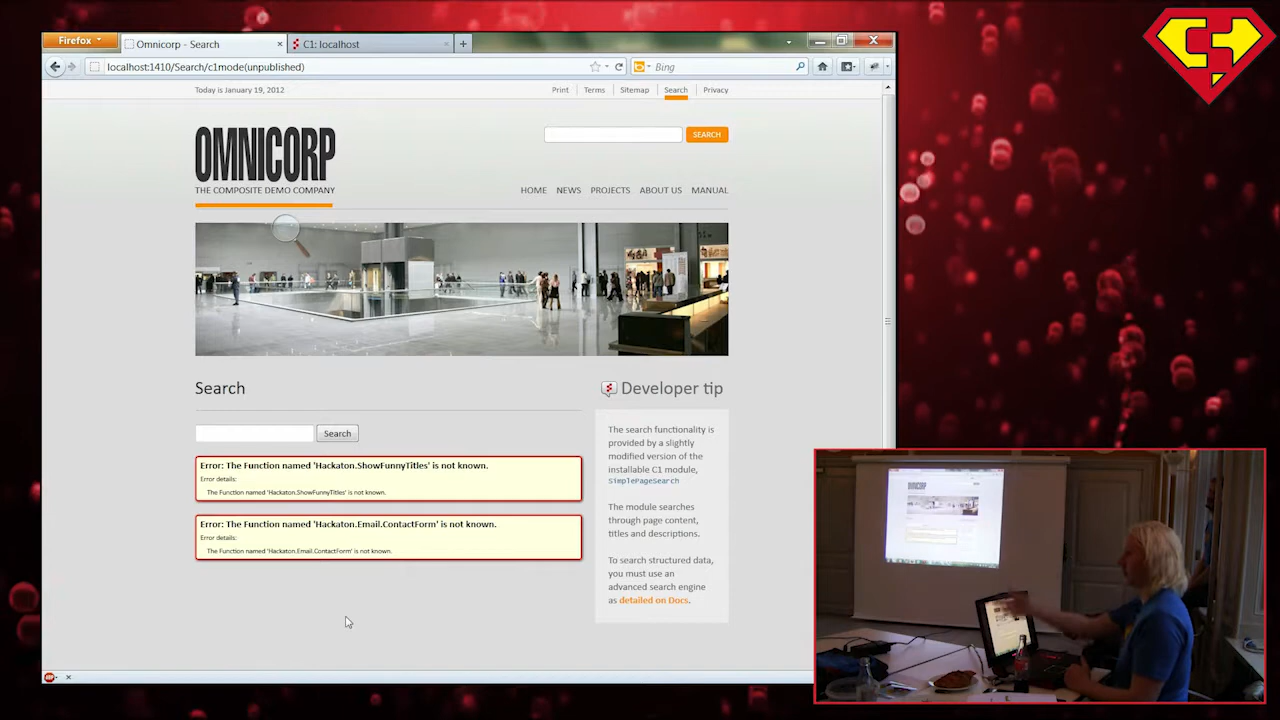 Firefox
Omnicorp - Search
C1: localhost
localhost:1410/Search/c1mode(unpublished)
Bing
Today is January 19, 2012
Print
Terms
Sitemap
Search
Privacy
OMNICORP
THE COMPOSITE DEMO COMPANY
SEARCH
HOME
NEWS
PROJECTS
ABOUT US
MANUAL
Search
Search
Error: The Function named 'Hackaton.ShowFunnyTitles' is not known.
Error details:
The Function named 'Hackaton.ShowFunnyTitles' is not known.
Error: The Function named 'Hackaton.Email.ContactForm' is not known.
Error details:
The Function named 'Hackaton.Email.ContactForm' is not known.
Developer tip
The search functionality is
provided by a slightly
modified version of the
installable C1 module,
SimplePageSearch
The module searches
through page content,
titles and descriptions.
To search structured data,
you must use an
advanced search engine
as detailed on Docs.
ABP
OMNICORP